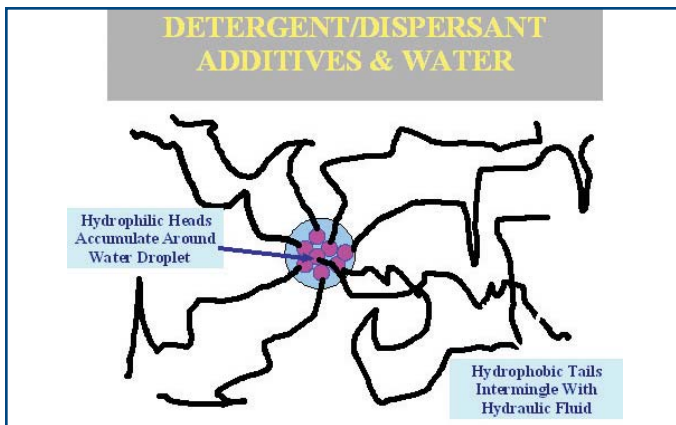 DETERGENT/DISPERSANT
ADDITIVES & WATER
Hydrophilic Heads
Accumulate Around
Water Droplet
Hydrophobic Tails
Intermingle With
Hydraulic Fluid